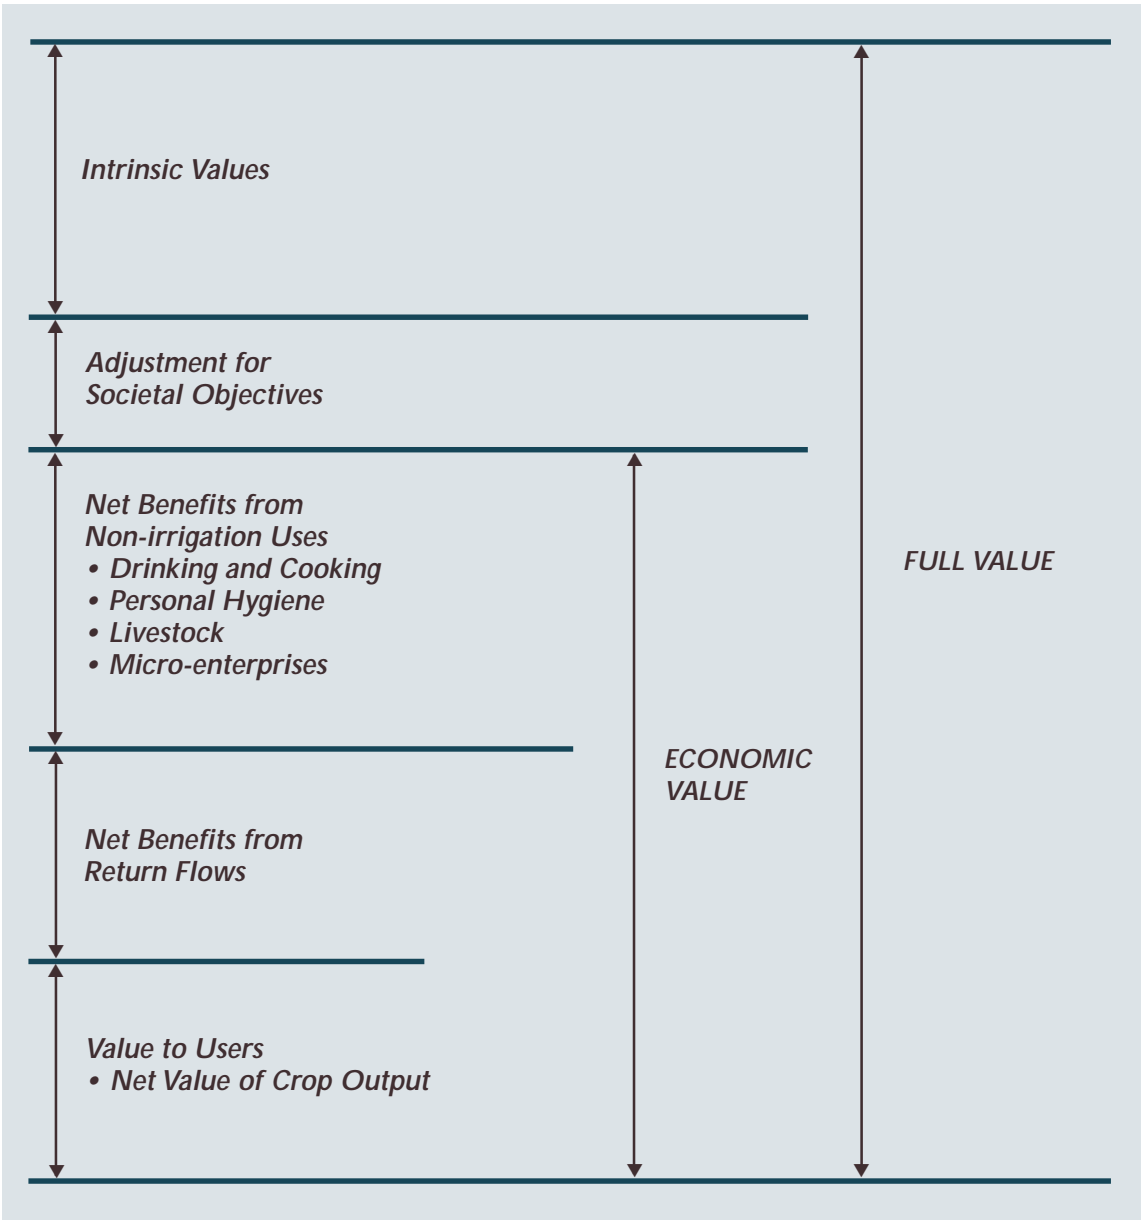 Intrinsic Values
Adjustment for
Societal Objectives
Net Benefits from
Non-irrigation Uses
• Drinking and Cooking
• Personal Hygiene
• Livestock
• Micro-enterprises
FULL VALUE
ECONOMIC
VALUE
Net Benefits from
Return Flows
Value to Users
• Net Value of Crop Output